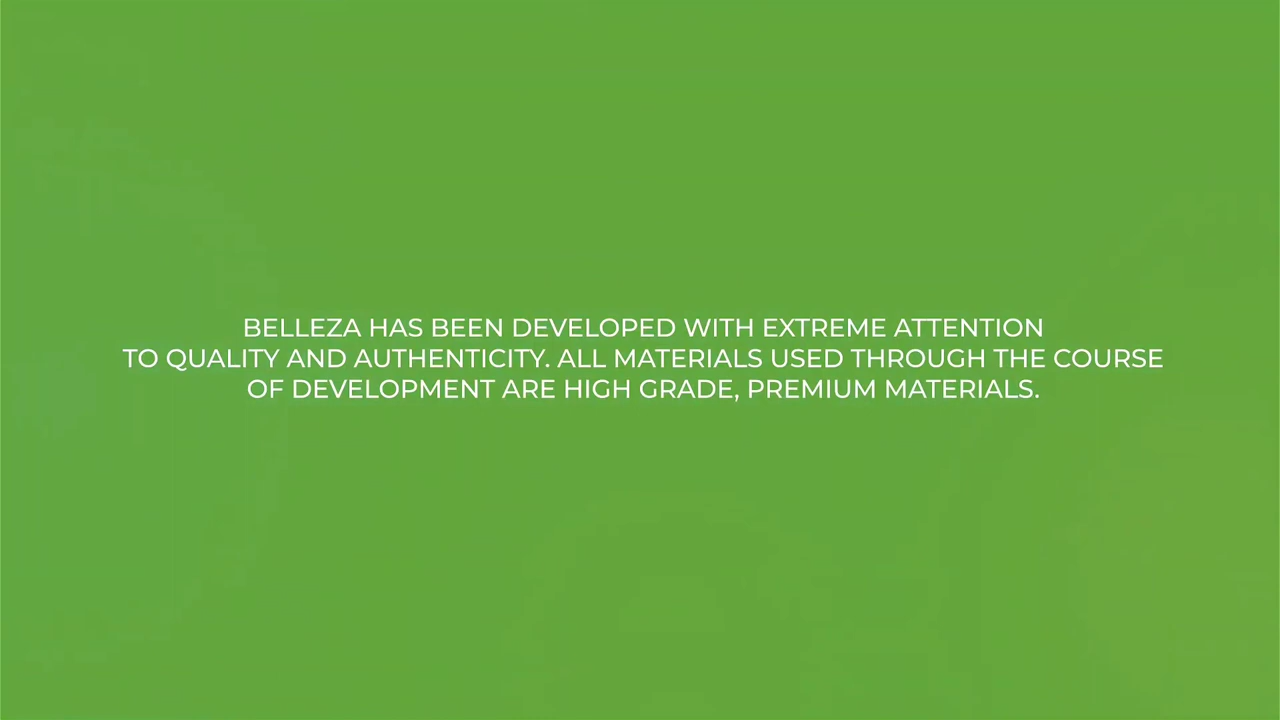 BELLEZA HAS BEEN DEVELOPED WITH EXTREME ATTENTION
TO QUALITY AND AUTHENTICITY. ALL MATERIALS USED THROUGH THE COURSE
OF DEVELOPMENT ARE HIGH GRADE, PREMIUM MATERIALS.